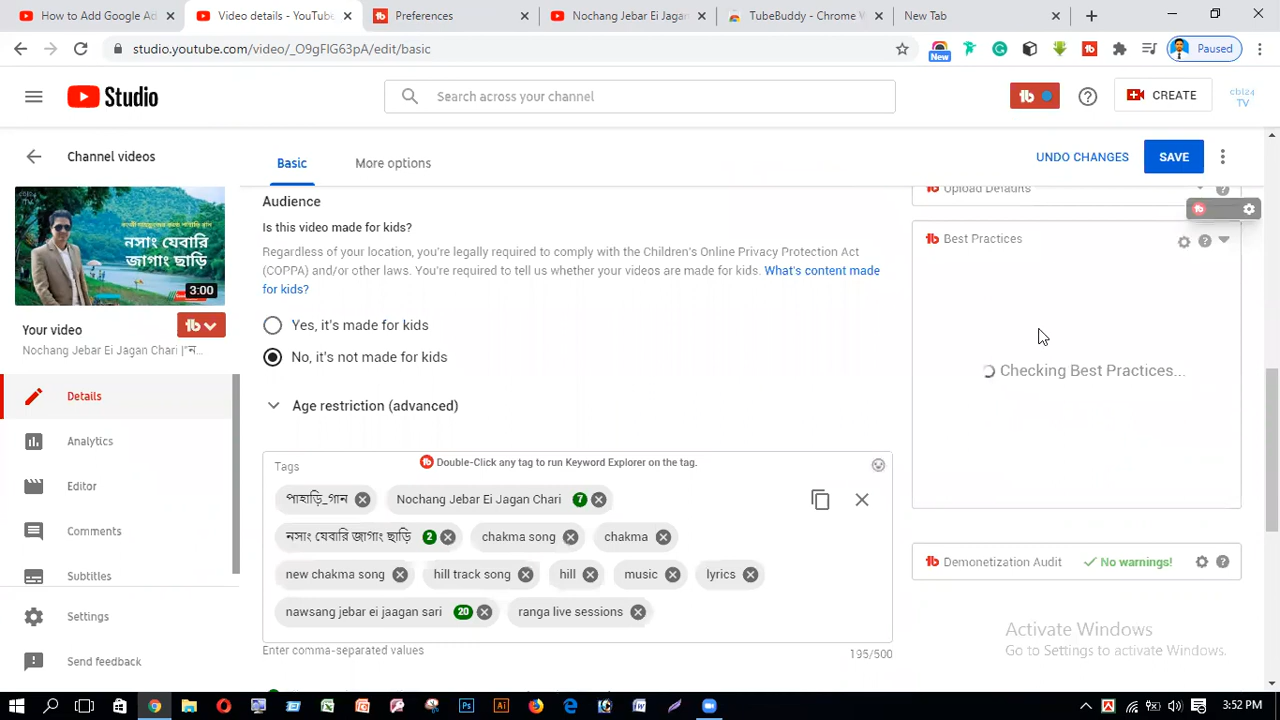 How to Add Google Ad
Video details - YouTube
Preferences
Nochang Jebar Ei Jagan
TubeBuddy - Chrome W
New Tab
studio.youtube.com/video/_O9gFIG63pA/edit/basic
New
Paused
Studio
Search across your channel
CREATE
cbl24 TV
Channel videos
Basic
More options
UNDO CHANGES
SAVE
Upload Defaults
নসাং যেবারি
জাগাং ছাড়ি
3:00
Your video
Nochang Jebar Ei Jagan Chari |"ন...
Details
Analytics
Editor
Comments
Subtitles
Settings
Send feedback
Audience
Is this video made for kids?
Regardless of your location, you're legally required to comply with the Children's Online Privacy Protection Act
(COPPA) and/or other laws. You're required to tell us whether your videos are made for kids. What's content made
for kids?
Yes, it's made for kids
No, it's not made for kids
Age restriction (advanced)
Tags
Double-Click any tag to run Keyword Explorer on the tag.
পাহাড়ি_গান Nochang Jebar Ei Jagan Chari 7
নসাং যেবারি জাগাং ছাড়ি 2 chakma song chakma
new chakma song hill track song hill music lyrics
nawsang jebar ei jaagan sari 20 ranga live sessions
Enter comma-separated values
195/500
Best Practices
Checking Best Practices...
Demonetization Audit No warnings!
Activate Windows
Go to Settings to activate Windows.
3:52 PM